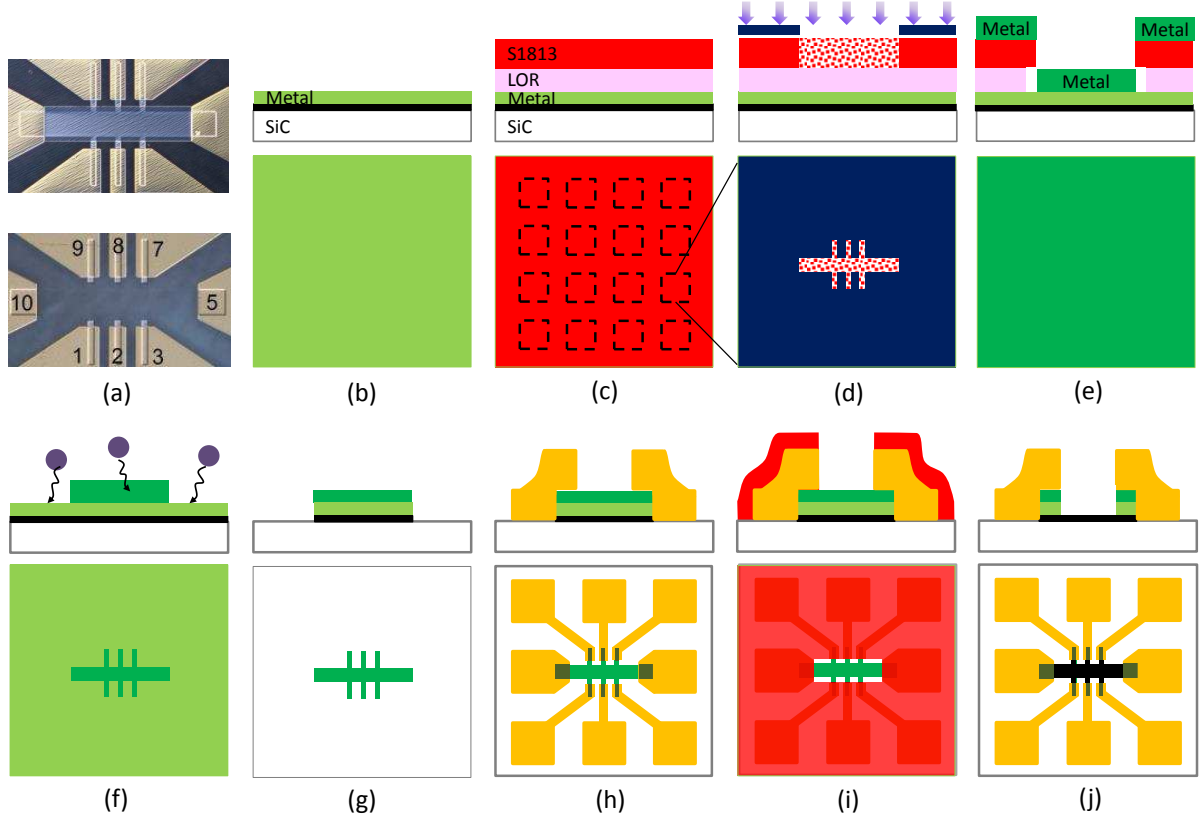 9 8 7
10 5
1 2 3
(a)
Metal
SiC
(b)
S1813
LOR
Metal
SiC
(c)
(d)
Metal Metal
Metal
(e)
(f)
(g)
(h)
(i)
(j)